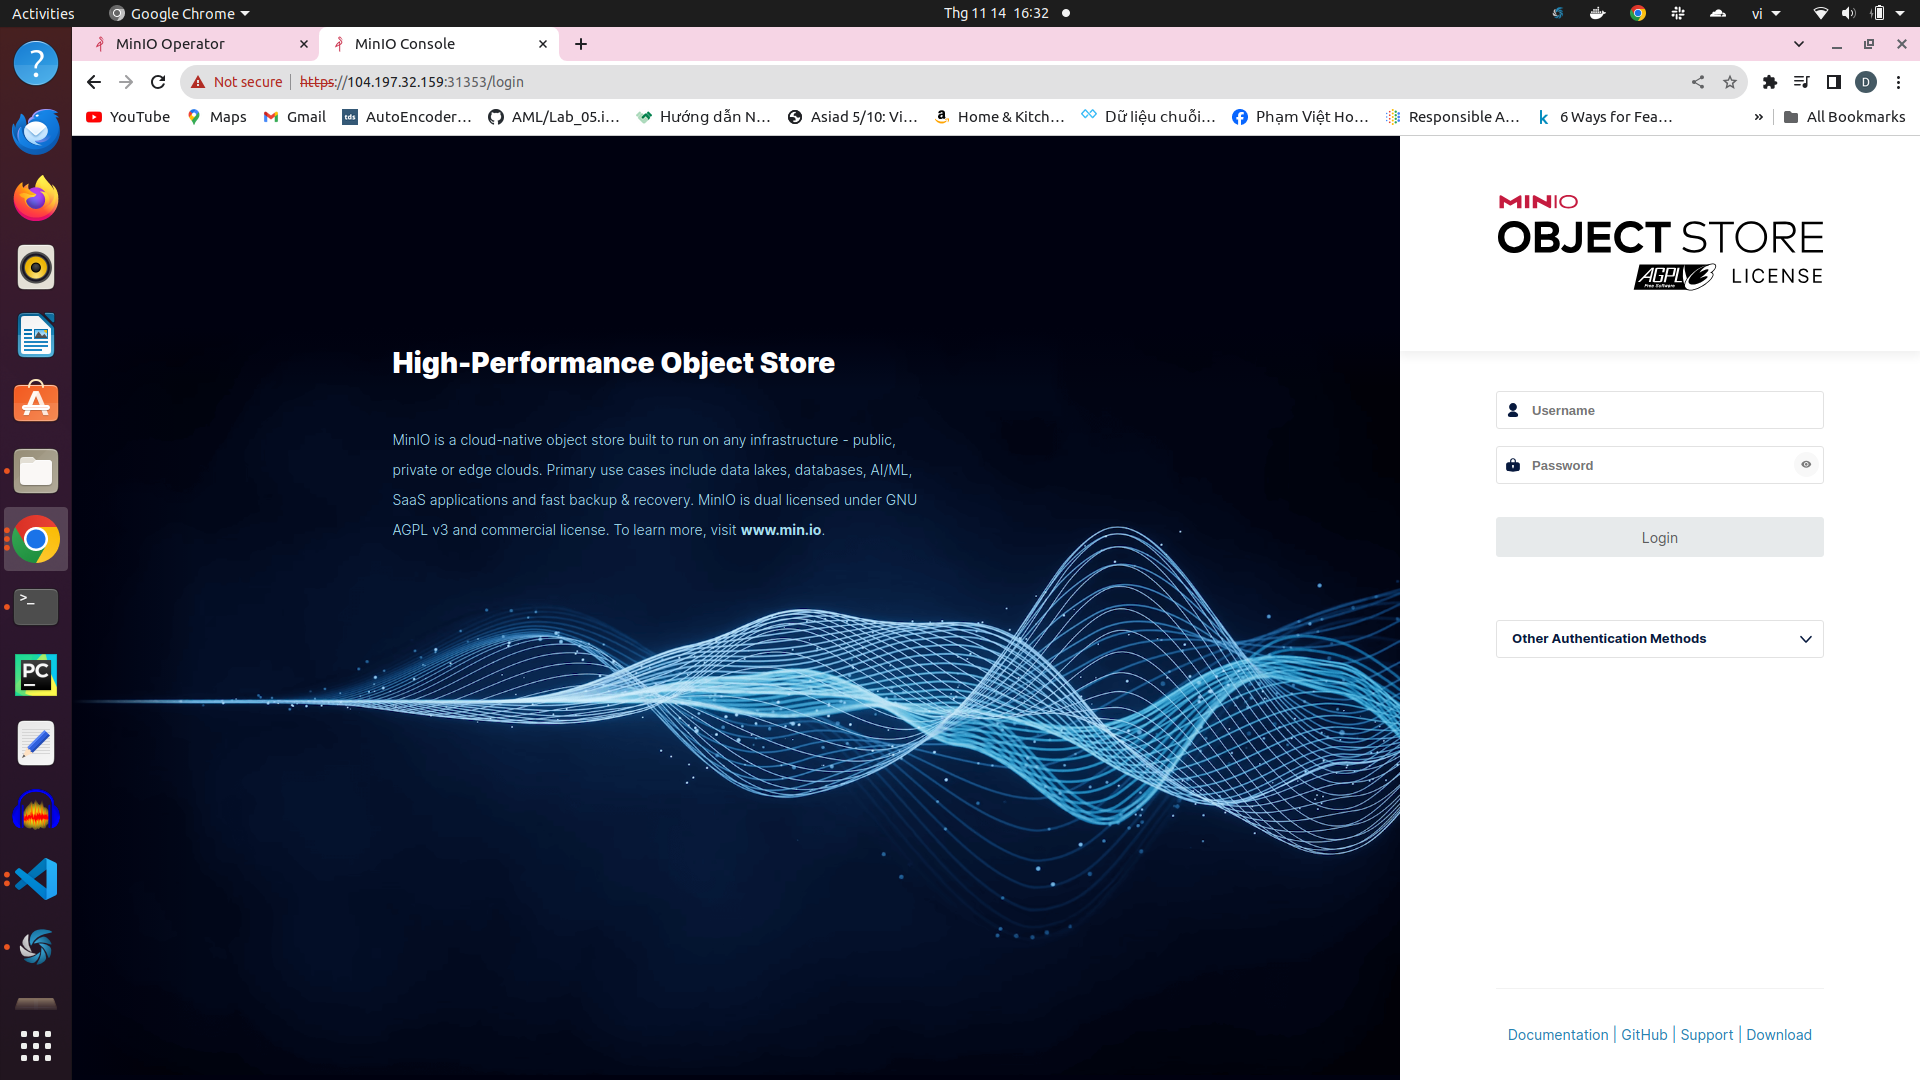 Activities
Google Chrome
Thg 11 14 16:32
vi
MinIO Operator
MinIO Console
Not secure
https://104.197.32.159:31353/login
D
YouTube
Maps
Gmail
tds AutoEncoder…
AML/Lab_05.i…
Hướng dẫn N…
Asiad 5/10: Vi…
Home & Kitch…
Dữ liệu chuỗi…
Phạm Việt Ho…
Responsible A…
6 Ways for Fea…
»
All Bookmarks
MINIO
OBJECT STORE
AGPL v3 Free Software LICENSE
High-Performance Object Store
MinIO is a cloud-native object store built to run on any infrastructure - public,
private or edge clouds. Primary use cases include data lakes, databases, AI/ML,
SaaS applications and fast backup & recovery. MinIO is dual licensed under GNU
AGPL v3 and commercial license. To learn more, visit www.min.io.
Username
Password
Login
Other Authentication Methods
PC
Documentation | GitHub | Support | Download